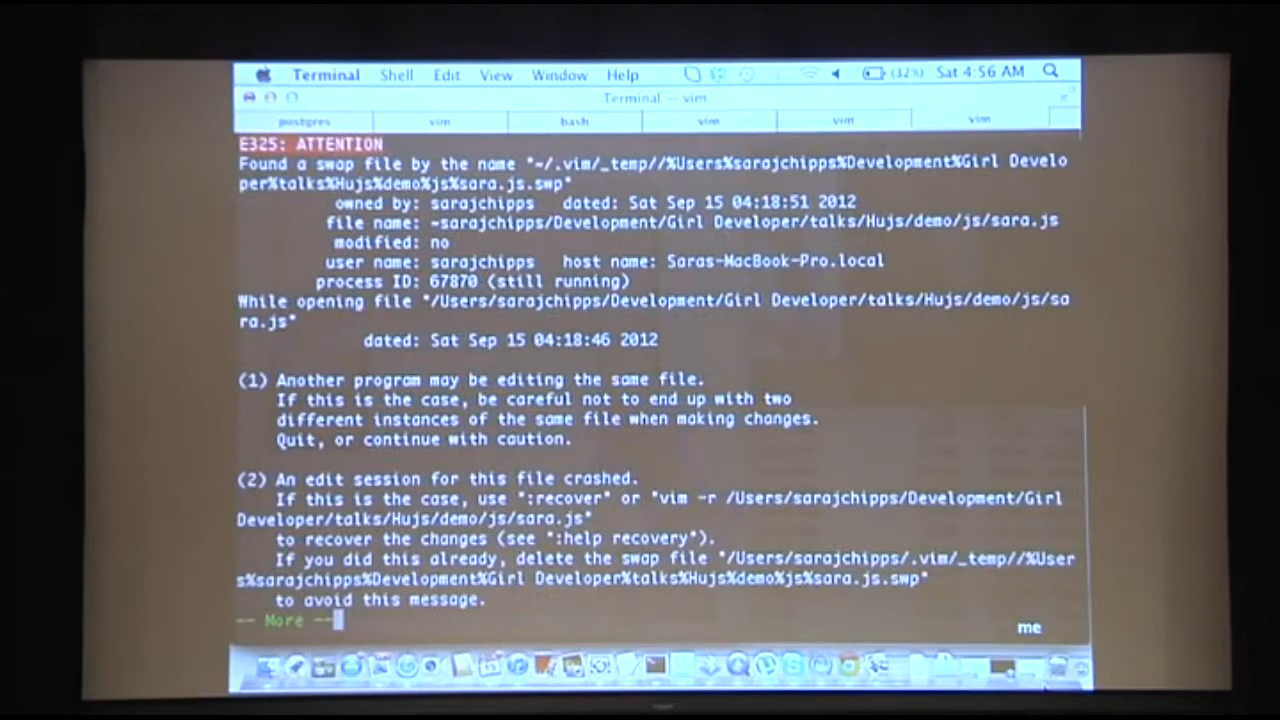 Terminal Shell Edit View Window Help (32%) Sat 4:56 AM
Terminal — vim
postgres vim bash vim vim vim
E325: ATTENTION
Found a swap file by the name "~/.vim/_temp//%Users%sarajchipps%Development%Girl Develo
per%talks%Hujs%demo%js%sara.js.swp"
owned by: sarajchipps dated: Sat Sep 15 04:18:51 2012
file name: ~sarajchipps/Development/Girl Developer/talks/Hujs/demo/js/sara.js
modified: no
user name: sarajchipps host name: Saras-MacBook-Pro.local
process ID: 67870 (still running)
While opening file "/Users/sarajchipps/Development/Girl Developer/talks/Hujs/demo/js/sa
ra.js"
dated: Sat Sep 15 04:18:46 2012
(1) Another program may be editing the same file.
If this is the case, be careful not to end up with two
different instances of the same file when making changes.
Quit, or continue with caution.
(2) An edit session for this file crashed.
If this is the case, use ":recover" or "vim -r /Users/sarajchipps/Development/Girl
Developer/talks/Hujs/demo/js/sara.js"
to recover the changes (see ":help recovery").
If you did this already, delete the swap file "/Users/sarajchipps/.vim/_temp//%User
s%sarajchipps%Development%Girl Developer%talks%Hujs%demo%js%sara.js.swp"
to avoid this message.
-- More --
me